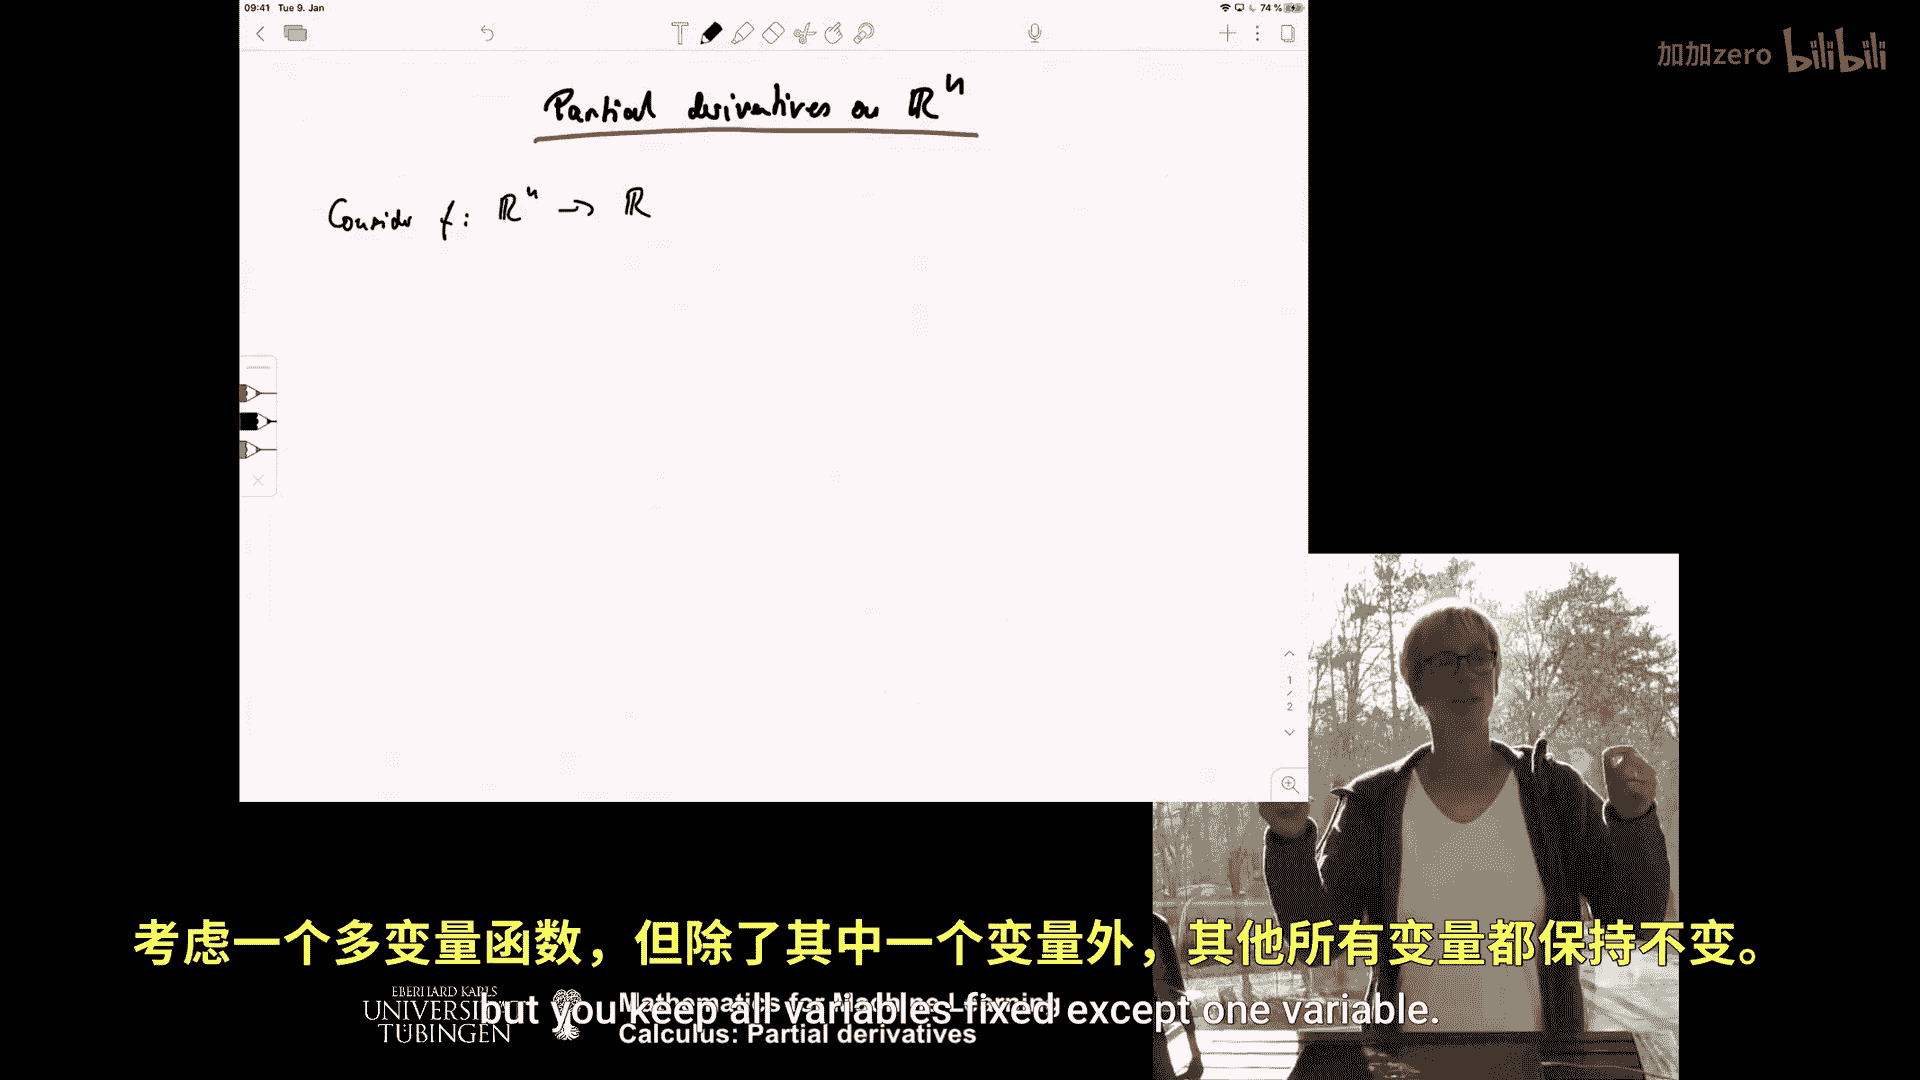 09:41 Tue 9. Jan
74 %
加加zero bilibili
Partial derivatives on ℝⁿ
Consider f: ℝⁿ → ℝ
1
/
2
考虑一个多变量函数，但除了其中一个变量外，其他所有变量都保持不变。
but you keep all variables fixed except one variable.
EBERHARD KARLS
UNIVERSITÄT
TÜBINGEN
Mathematics for Machine Learning
Calculus: Partial derivatives